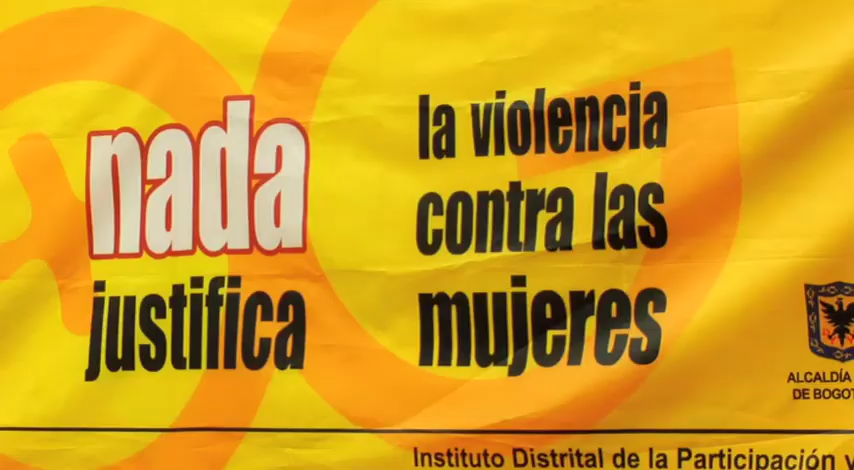 nada
justifica
la violencia
contra las
mujeres
ALCALDÍA
DE BOGOT
Instituto Distrital de la Participación y